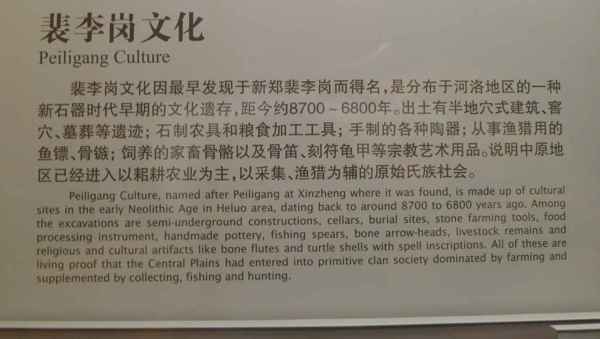 裴李岗文化
Peiligang Culture
裴李岗文化因最早发现于新郑裴李岗而得名，是分布于河洛地区的一种
新石器时代早期的文化遗存，距今约8700～6800年。出土有半地穴式建筑、窖
穴、墓葬等遗迹；石制农具和粮食加工工具；手制的各种陶器；从事渔猎用的
鱼镖、骨镞；饲养的家畜骨骼以及骨笛、刻符龟甲等宗教艺术用品。说明中原地
区已经进入以耜耕农业为主，以采集、渔猎为辅的原始氏族社会。
Peiligang Culture, named after Peiligang at Xinzheng where it was found, is made up of cultural
sites in the early Neolithic Age in Heluo area, dating back to around 8700 to 6800 years ago. Among
the excavations are semi-underground constructions, cellars, burial sites, stone farming tools, food
processing instrument, handmade pottery, fishing spears, bone arrow-heads, livestock remains and
religious and cultural artifacts like bone flutes and turtle shells with spell inscriptions. All of these are
living proof that the Central Plains had entered into primitive clan society dominated by farming and
supplemented by collecting, fishing and hunting.